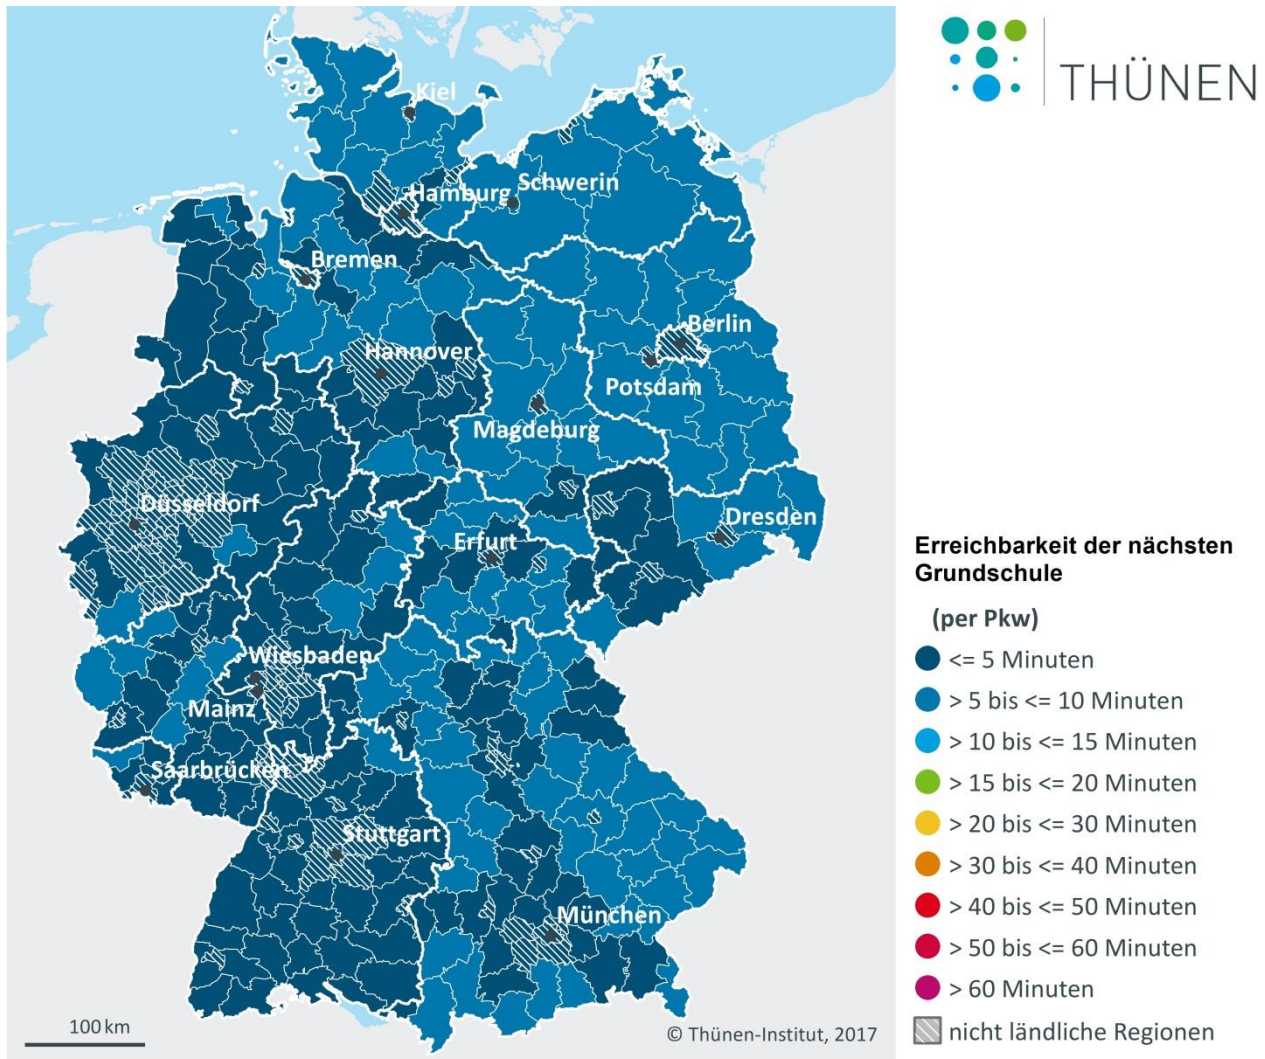 THÜNEN
Kiel
Hamburg
Schwerin
Bremen
Berlin
Hannover
Potsdam
Magdeburg
Düsseldorf
Dresden
Erfurt
Wiesbaden
Mainz
Saarbrücken
Stuttgart
München
100 km
© Thünen-Institut, 2017
Erreichbarkeit der nächsten
Grundschule
(per Pkw)
<= 5 Minuten
> 5 bis <= 10 Minuten
> 10 bis <= 15 Minuten
> 15 bis <= 20 Minuten
> 20 bis <= 30 Minuten
> 30 bis <= 40 Minuten
> 40 bis <= 50 Minuten
> 50 bis <= 60 Minuten
> 60 Minuten
nicht ländliche Regionen